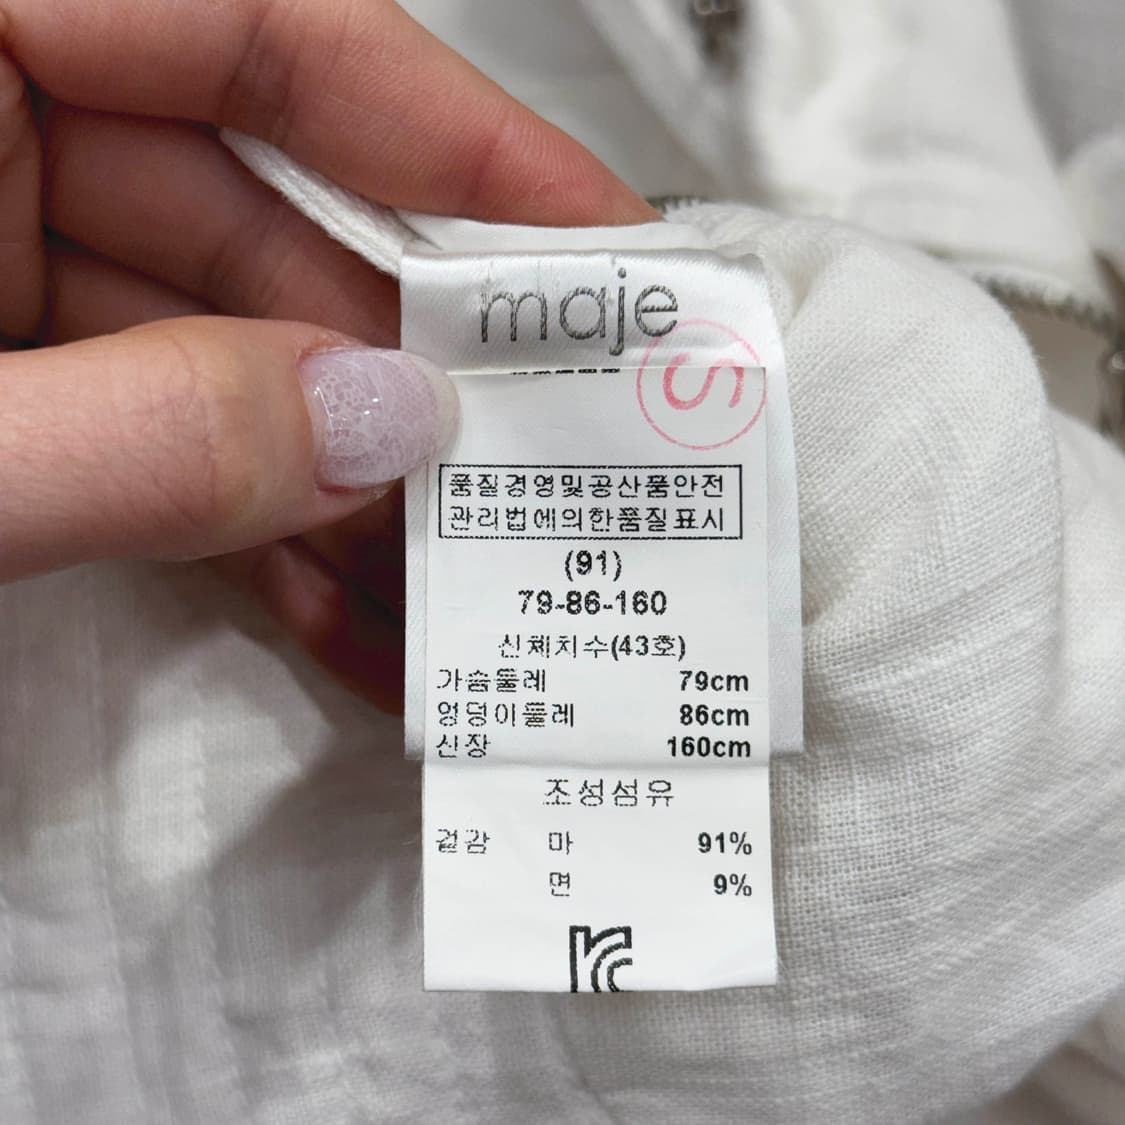 maje
S
품질경영및공산품안전
관리법에의한품질표시
(91)
79-86-160
신체치수(43호)
가슴둘레 79cm
엉덩이둘레 86cm
신장 160cm
조성섬유
겉감 마 91%
면 9%